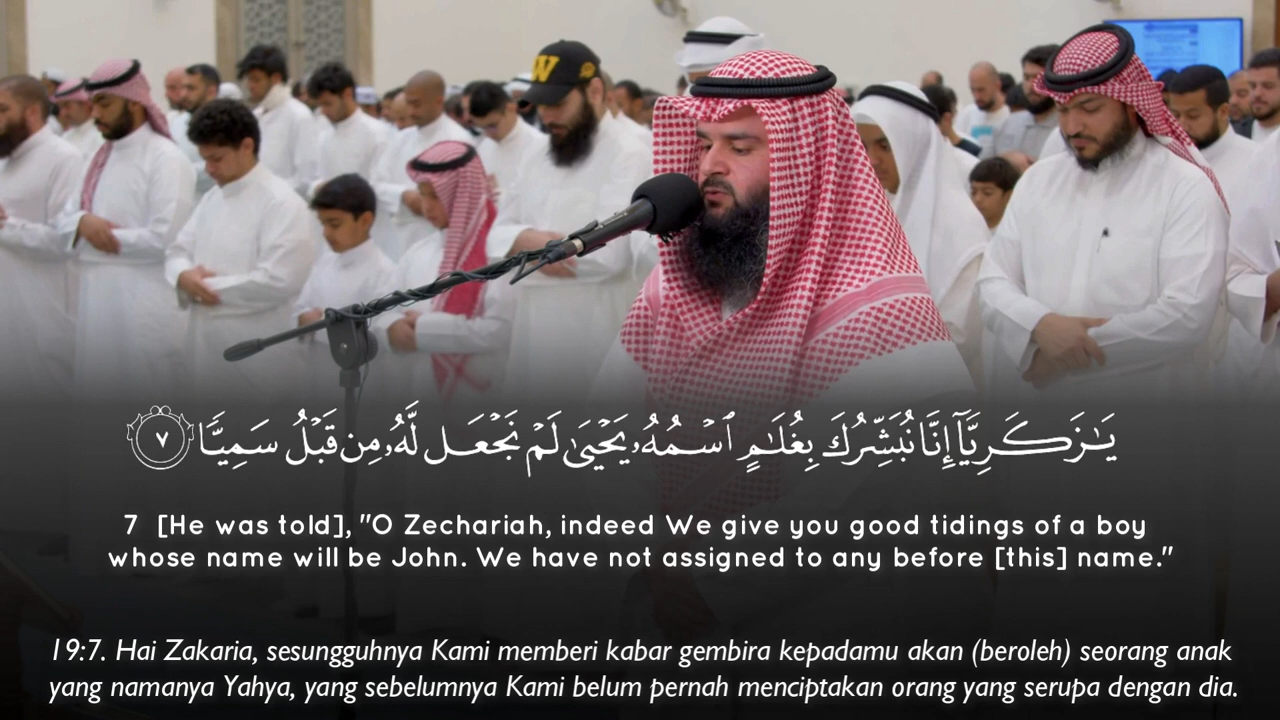 W
يَـٰزَكَرِيَّآ إِنَّا نُبَشِّرُكَ بِغُلَـٰمٍ ٱسْمُهُۥ يَحْيَىٰ لَمْ نَجْعَل لَّهُۥ مِن قَبْلُ سَمِيًّا ٧
7 [He was told], "O Zechariah, indeed We give you good tidings of a boy
whose name will be John. We have not assigned to any before [this] name."
19:7. Hai Zakaria, sesungguhnya Kami memberi kabar gembira kepadamu akan (beroleh) seorang anak
yang namanya Yahya, yang sebelumnya Kami belum pernah menciptakan orang yang serupa dengan dia.